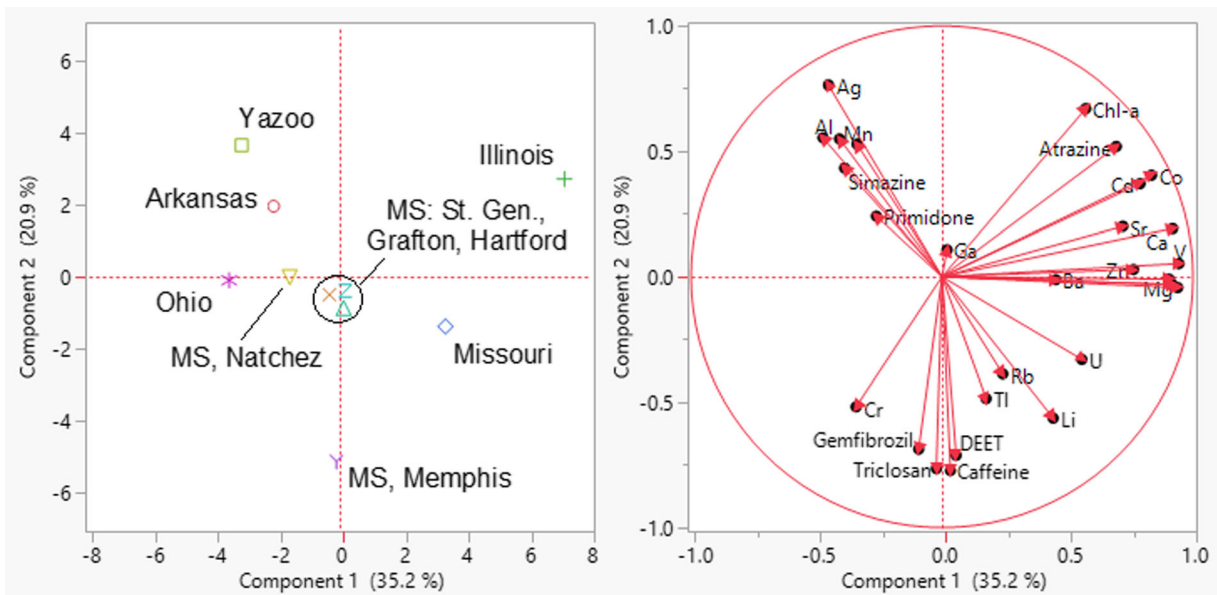 6
4
2
0
-2
-4
-6
-8
-6
-4
-2
0
2
4
6
8
Component 2 (20.9 %)
Component 1 (35.2 %)
Yazoo
Illinois
Arkansas
MS: St. Gen.,
Grafton, Hartford
Ohio
MS, Natchez
Missouri
MS, Memphis
1.0
0.5
0.0
-0.5
-1.0
-1.0
-0.5
0.0
0.5
1.0
Component 2 (20.9 %)
Component 1 (35.2 %)
Ag
Chl-a
Al
Mn
Atrazine
Simazine
Cd
Co
Primidone
Sr
Ca
Ga
V
Zn
Ba
Mg
U
Rb
Tl
Cr
Li
Gemfibrozil
DEET
Triclosan
Caffeine